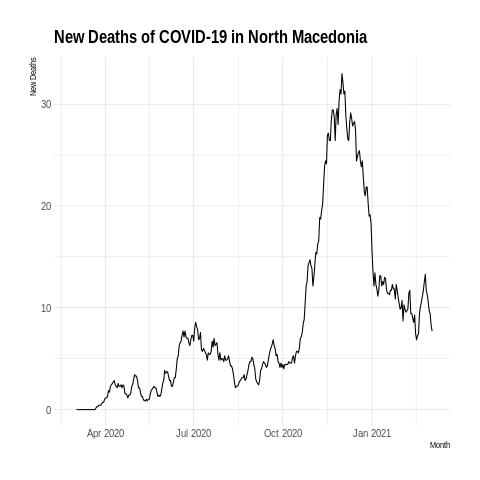 New Deaths of COVID-19 in North Macedonia
New Deaths
30
20
10
0
Apr 2020 Jul 2020 Oct 2020 Jan 2021
Month